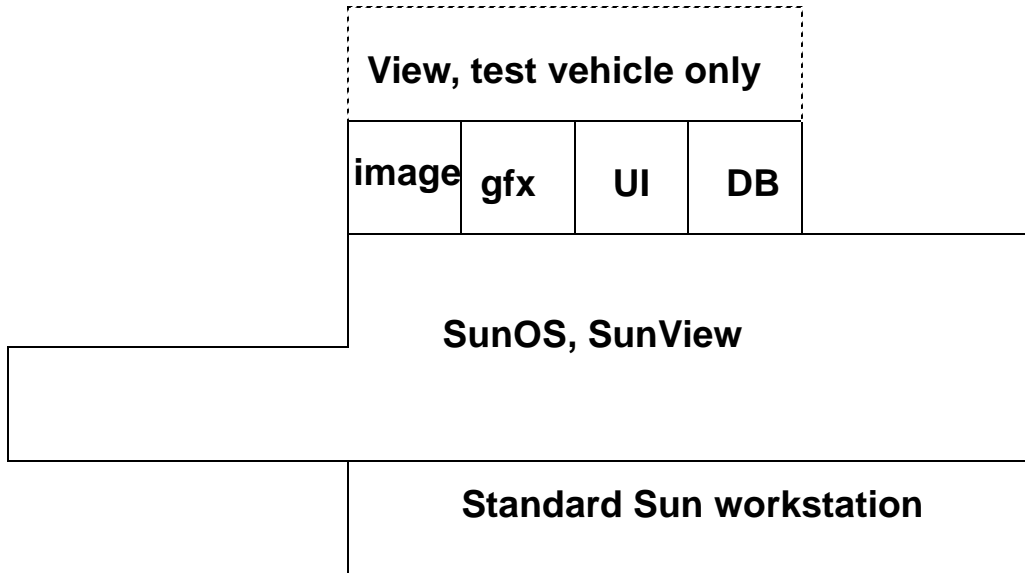 View, test vehicle only
image gfx UI DB
SunOS, SunView
Standard Sun workstation